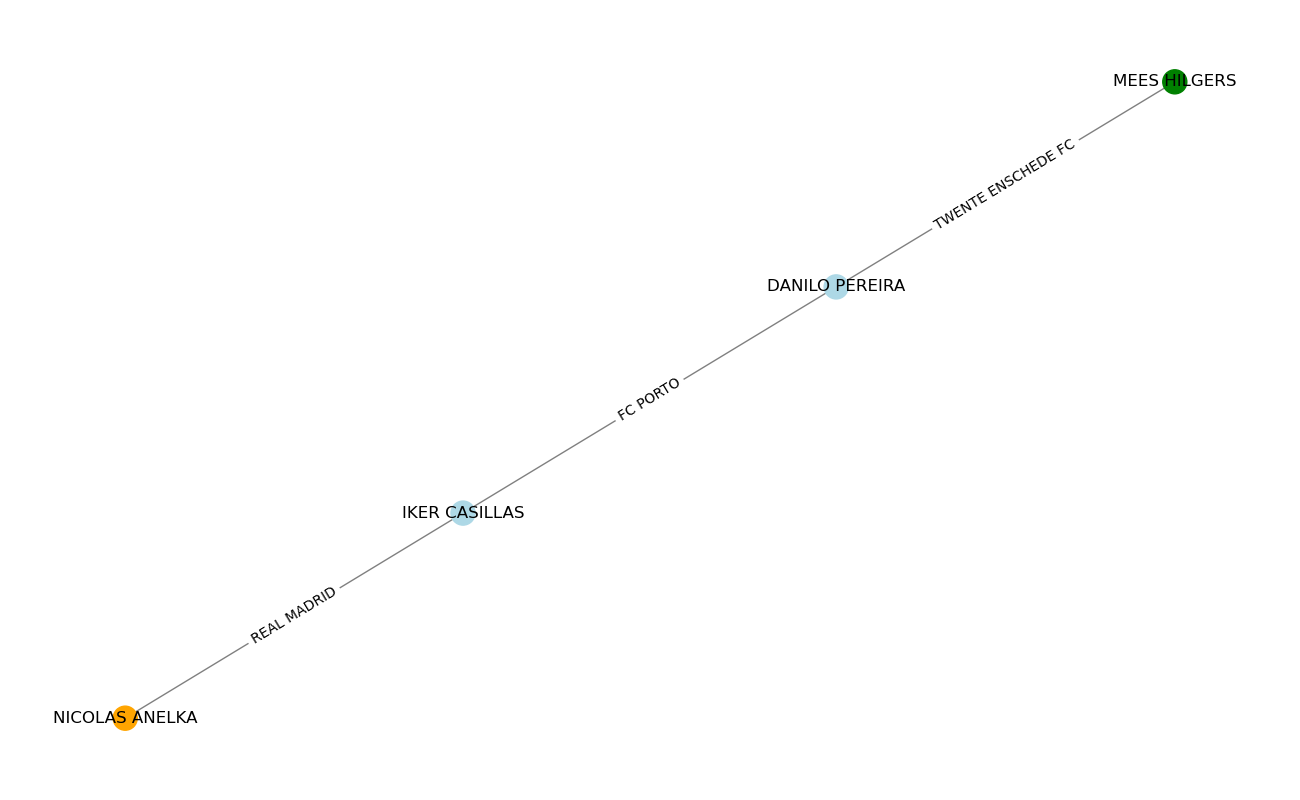 MEES HILGERS
TWENTE ENSCHEDE FC
DANILO PEREIRA
FC PORTO
IKER CASILLAS
REAL MADRID
NICOLAS ANELKA